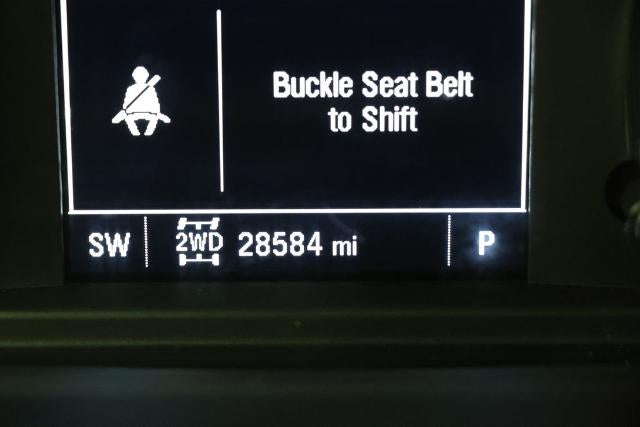 Buckle Seat Belt
to Shift
SW 2WD 28584 mi P